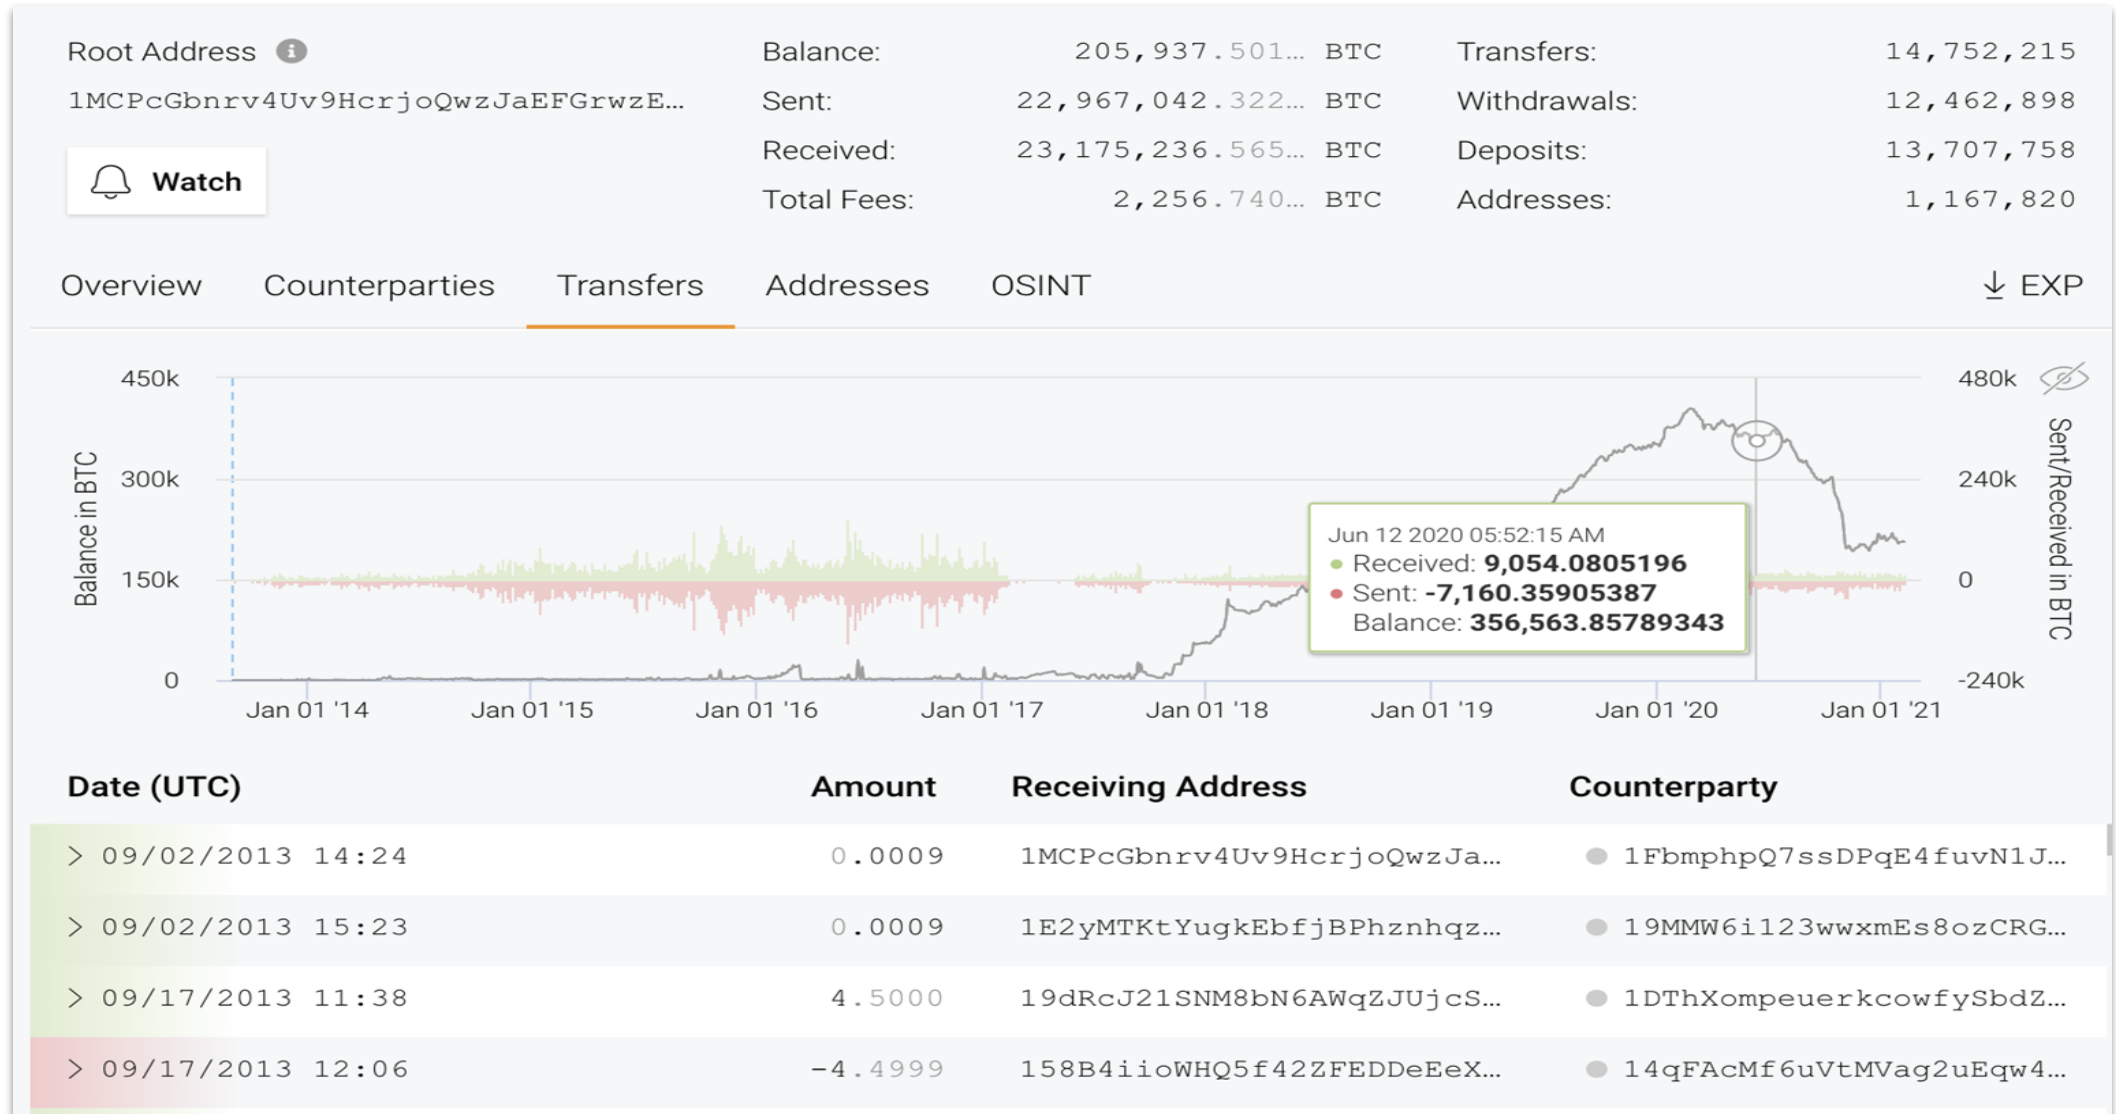 Root Address
1MCPcGbnrv4Uv9HcrjoQwzJaEFGrwzE…
Watch
Balance: 205,937.501… BTC
Sent: 22,967,042.322… BTC
Received: 23,175,236.565… BTC
Total Fees: 2,256.740… BTC
Transfers: 14,752,215
Withdrawals: 12,462,898
Deposits: 13,707,758
Addresses: 1,167,820
Overview Counterparties Transfers Addresses OSINT EXP
Balance in BTC
450k
300k
150k
0
480k
240k
0
-240k
Sent/Received in BTC
Jun 12 2020 05:52:15 AM
Received: 9,054.0805196
Sent: -7,160.35905387
Balance: 356,563.85789343
Jan 01 '14 Jan 01 '15 Jan 01 '16 Jan 01 '17 Jan 01 '18 Jan 01 '19 Jan 01 '20 Jan 01 '21
Date (UTC) Amount Receiving Address Counterparty
> 09/02/2013 14:24 0.0009 1MCPcGbnrv4Uv9HcrjoQwzJa… 1FbmphpQ7ssDPqE4fuvN1J…
> 09/02/2013 15:23 0.0009 1E2yMTKtYugkEbfjBPhznhqz… 19MMW6i123wwxmEs8ozCRG…
> 09/17/2013 11:38 4.5000 19dRcJ21SNM8bN6AWqZJUjcS… 1DThXompeuerkcowfySbdZ…
> 09/17/2013 12:06 -4.4999 158B4iioWHQ5f42ZFEDDeEeX… 14qFAcMf6uVtMVag2uEqw4…